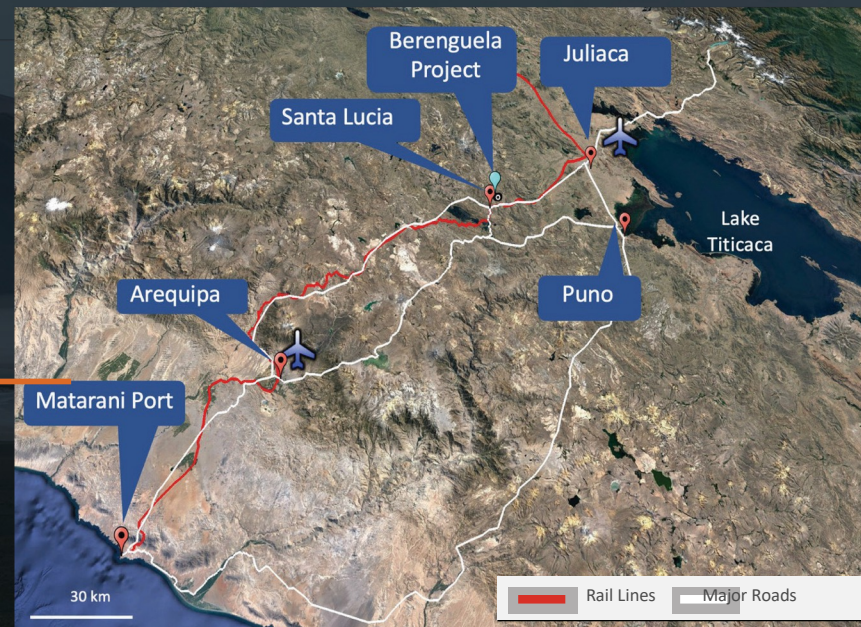 Berenguela
Project
Juliaca
Santa Lucia
Lake
Titicaca
Arequipa
Puno
Matarani Port
30 km
Rail Lines
Major Roads